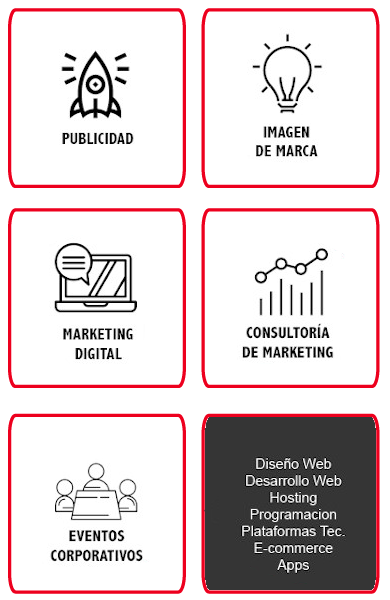 PUBLICIDAD
IMAGEN
DE MARCA
MARKETING
DIGITAL
CONSULTORÍA
DE MARKETING
EVENTOS
CORPORATIVOS
Diseño Web
Desarrollo Web
Hosting
Programacion
Plataformas Tec.
E-commerce
Apps